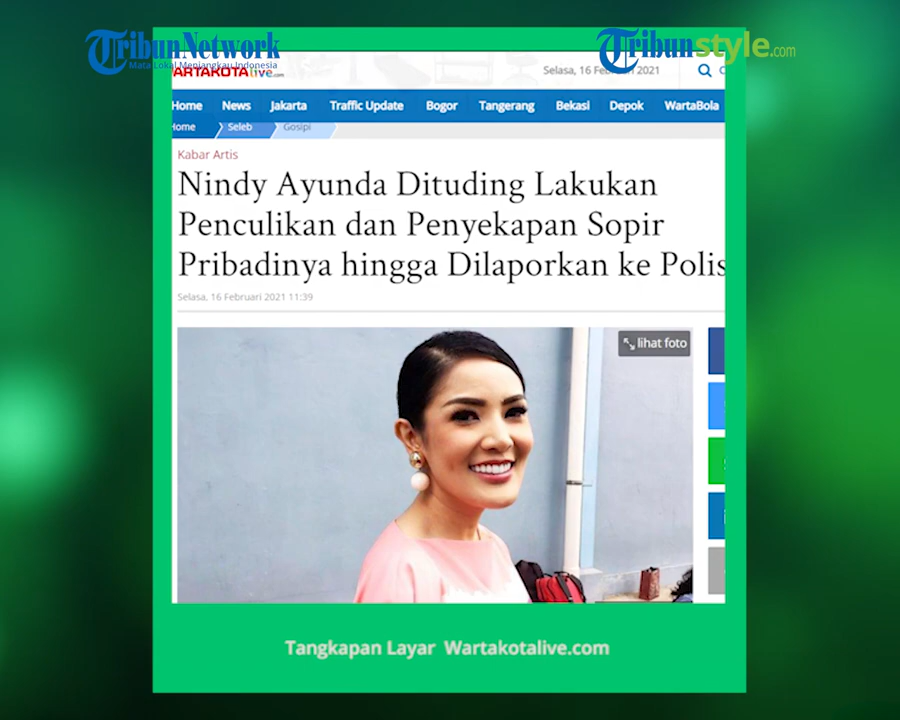 TribunNetwork
Mata Lokal Menjangkau Indonesia
Tribunstyle.com
WARTAKOTAlive.com
Selasa, 16 Februari 2021
Home News Jakarta Traffic Update Bogor Tangerang Bekasi Depok WartaBola
Home Seleb Gosipi
Kabar Artis
Nindy Ayunda Dituding Lakukan
Penculikan dan Penyekapan Sopir
Pribadinya hingga Dilaporkan ke Polis
Selasa, 16 Februari 2021 11:39
lihat foto
Tangkapan Layar Wartakotalive.com